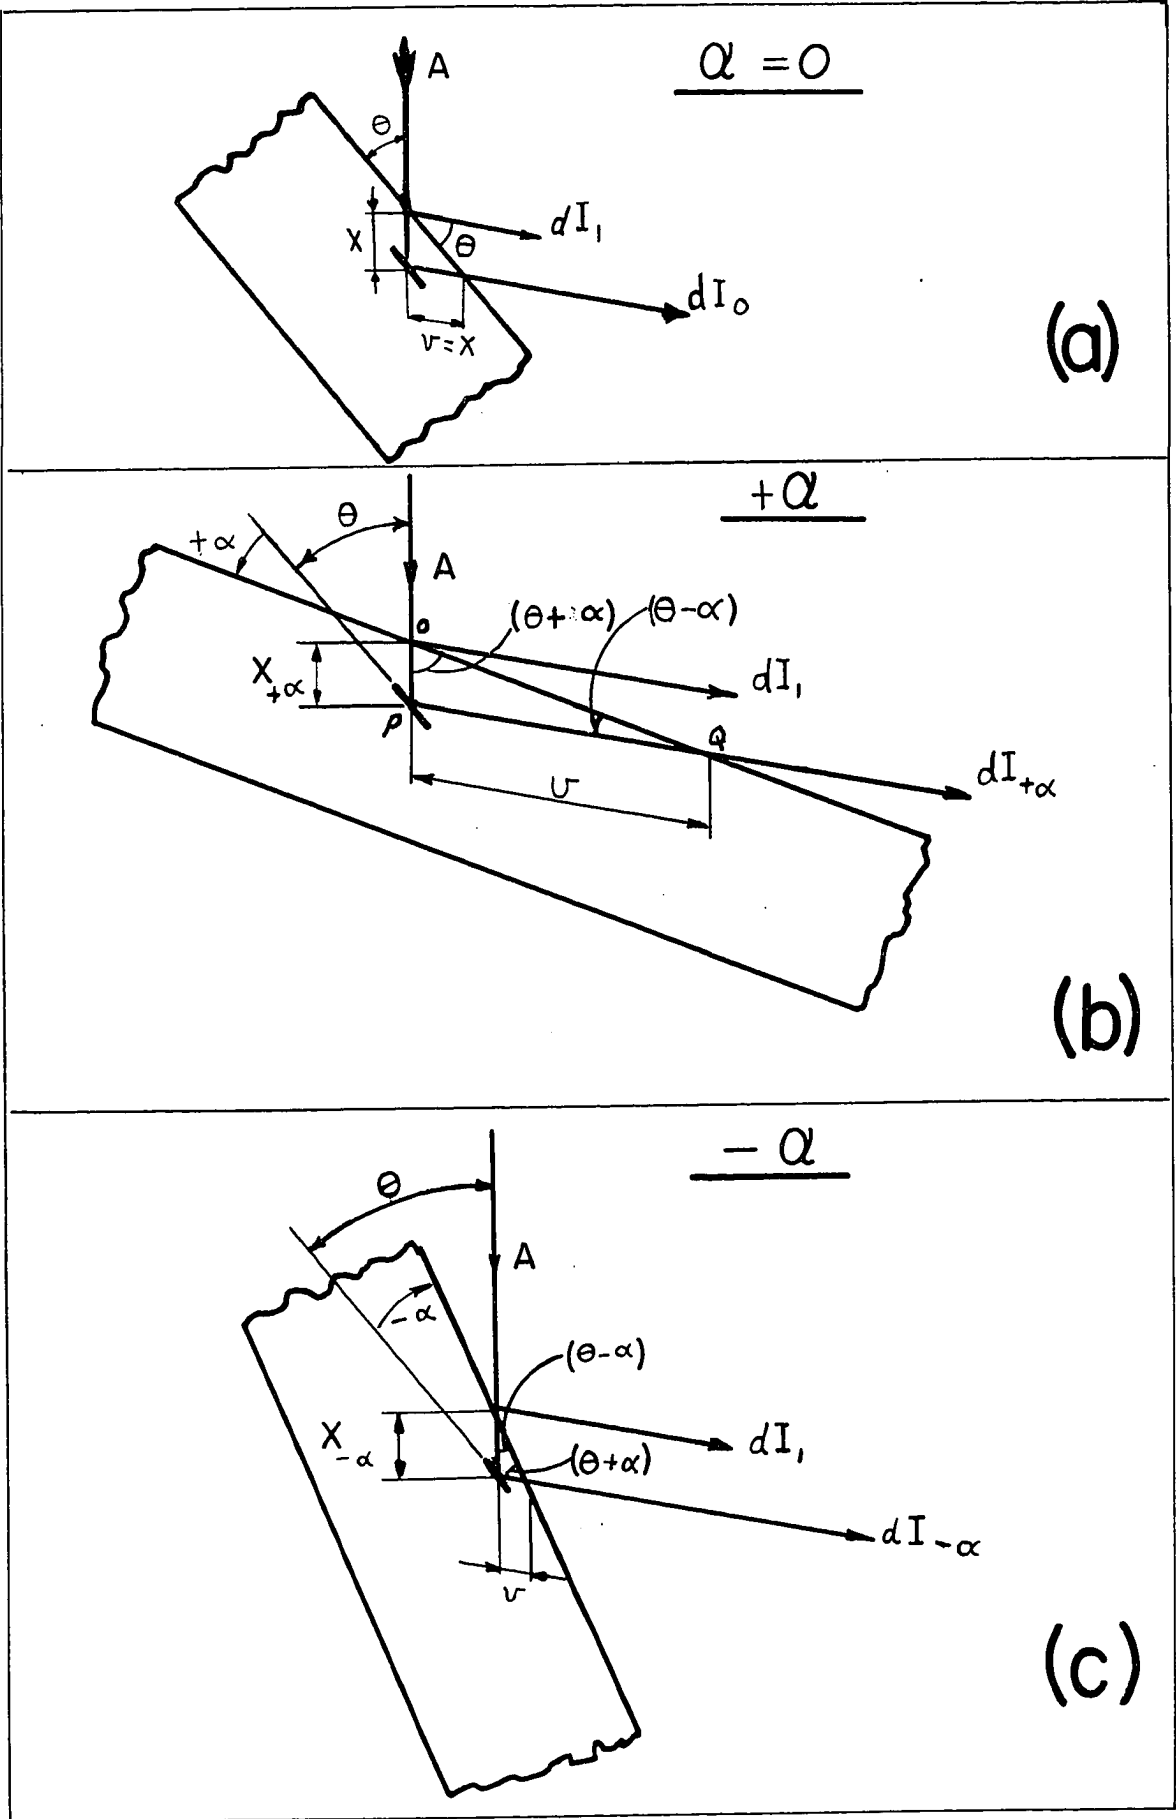 α = 0
A
θ
dI₁
X
θ
dI₀
v=x
(a)
+α
θ
+α
A
(θ+α)
(θ-α)
O
X₊α
dI₁
P
Q
dI₊α
v
(b)
- α
θ
A
-α
(θ-α)
X₋α
dI₁
(θ+α)
dI₋α
v
(c)